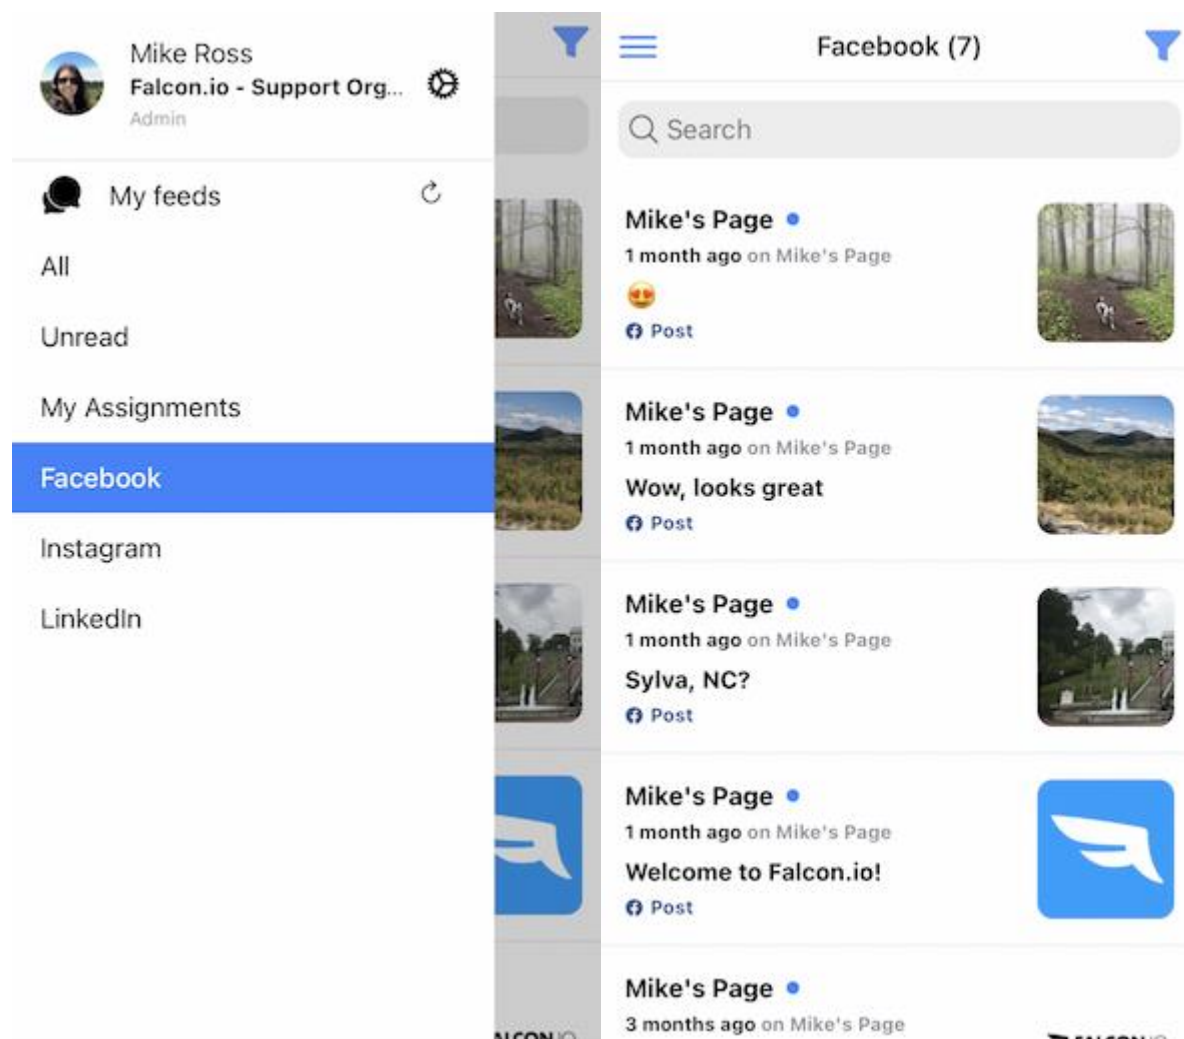 Mike Ross
Falcon.io - Support Org...
Admin
My feeds
All
Unread
My Assignments
Facebook
Instagram
LinkedIn
Facebook (7)
Search
Mike's Page
1 month ago on Mike's Page
😍
Post
Mike's Page
1 month ago on Mike's Page
Wow, looks great
Post
Mike's Page
1 month ago on Mike's Page
Sylva, NC?
Post
Mike's Page
1 month ago on Mike's Page
Welcome to Falcon.io!
Post
Mike's Page
3 months ago on Mike's Page